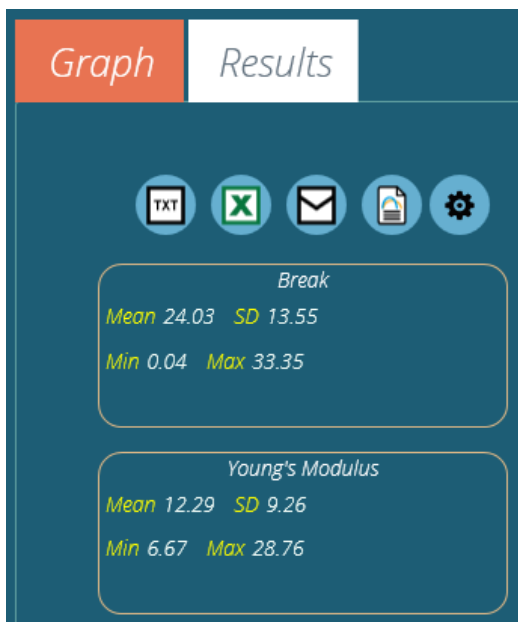 Graph Results
TXT X
Break
Mean 24.03 SD 13.55
Min 0.04 Max 33.35
Young's Modulus
Mean 12.29 SD 9.26
Min 6.67 Max 28.76